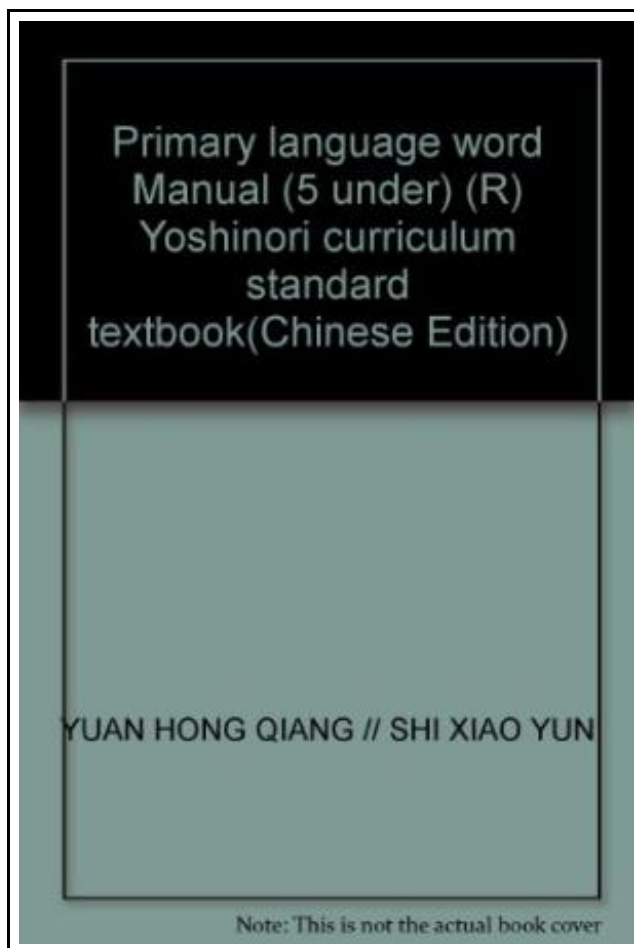 Primary language word
Manual (5 under) (R)
Yoshinori curriculum
standard
textbook(Chinese Edition)
YUAN HONG QIANG // SHI XIAO YUN
Note: This is not the actual book cover